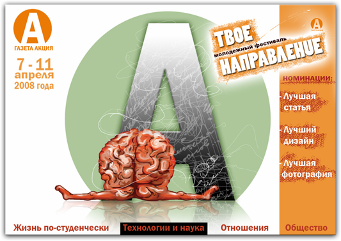 А
ГАЗЕТА АКЦИЯ
7 - 11
апреля
2008 года
А
ТВОЕ
молодежный фестиваль
НАПРАВЛЕНИЕ
НОМИНАЦИИ:
Лучшая
статья
Лучший
дизайн
Лучшая
фотография
Жизнь по-студенчески
Технологии и наука
Отношения
Общество